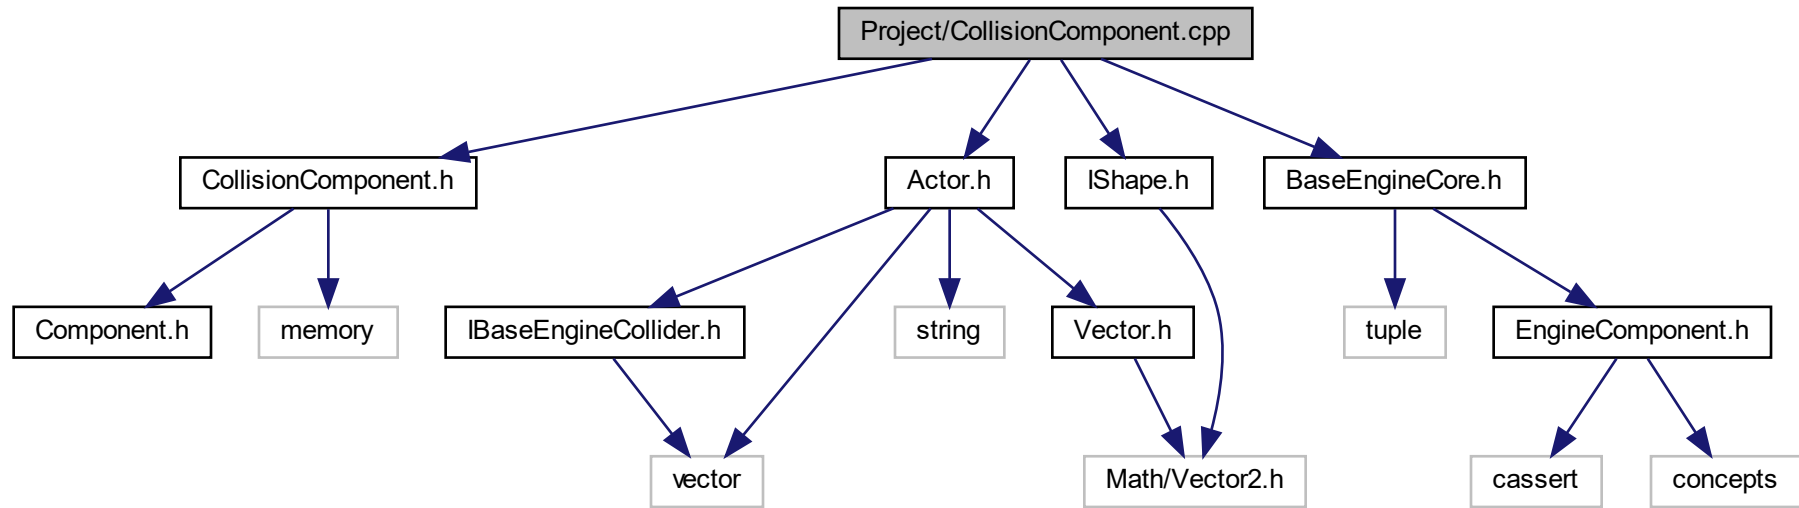 Project/CollisionComponent.cpp
CollisionComponent.h
Actor.h
IShape.h
BaseEngineCore.h
Component.h
memory
IBaseEngineCollider.h
string
Vector.h
tuple
EngineComponent.h
vector
Math/Vector2.h
cassert
concepts